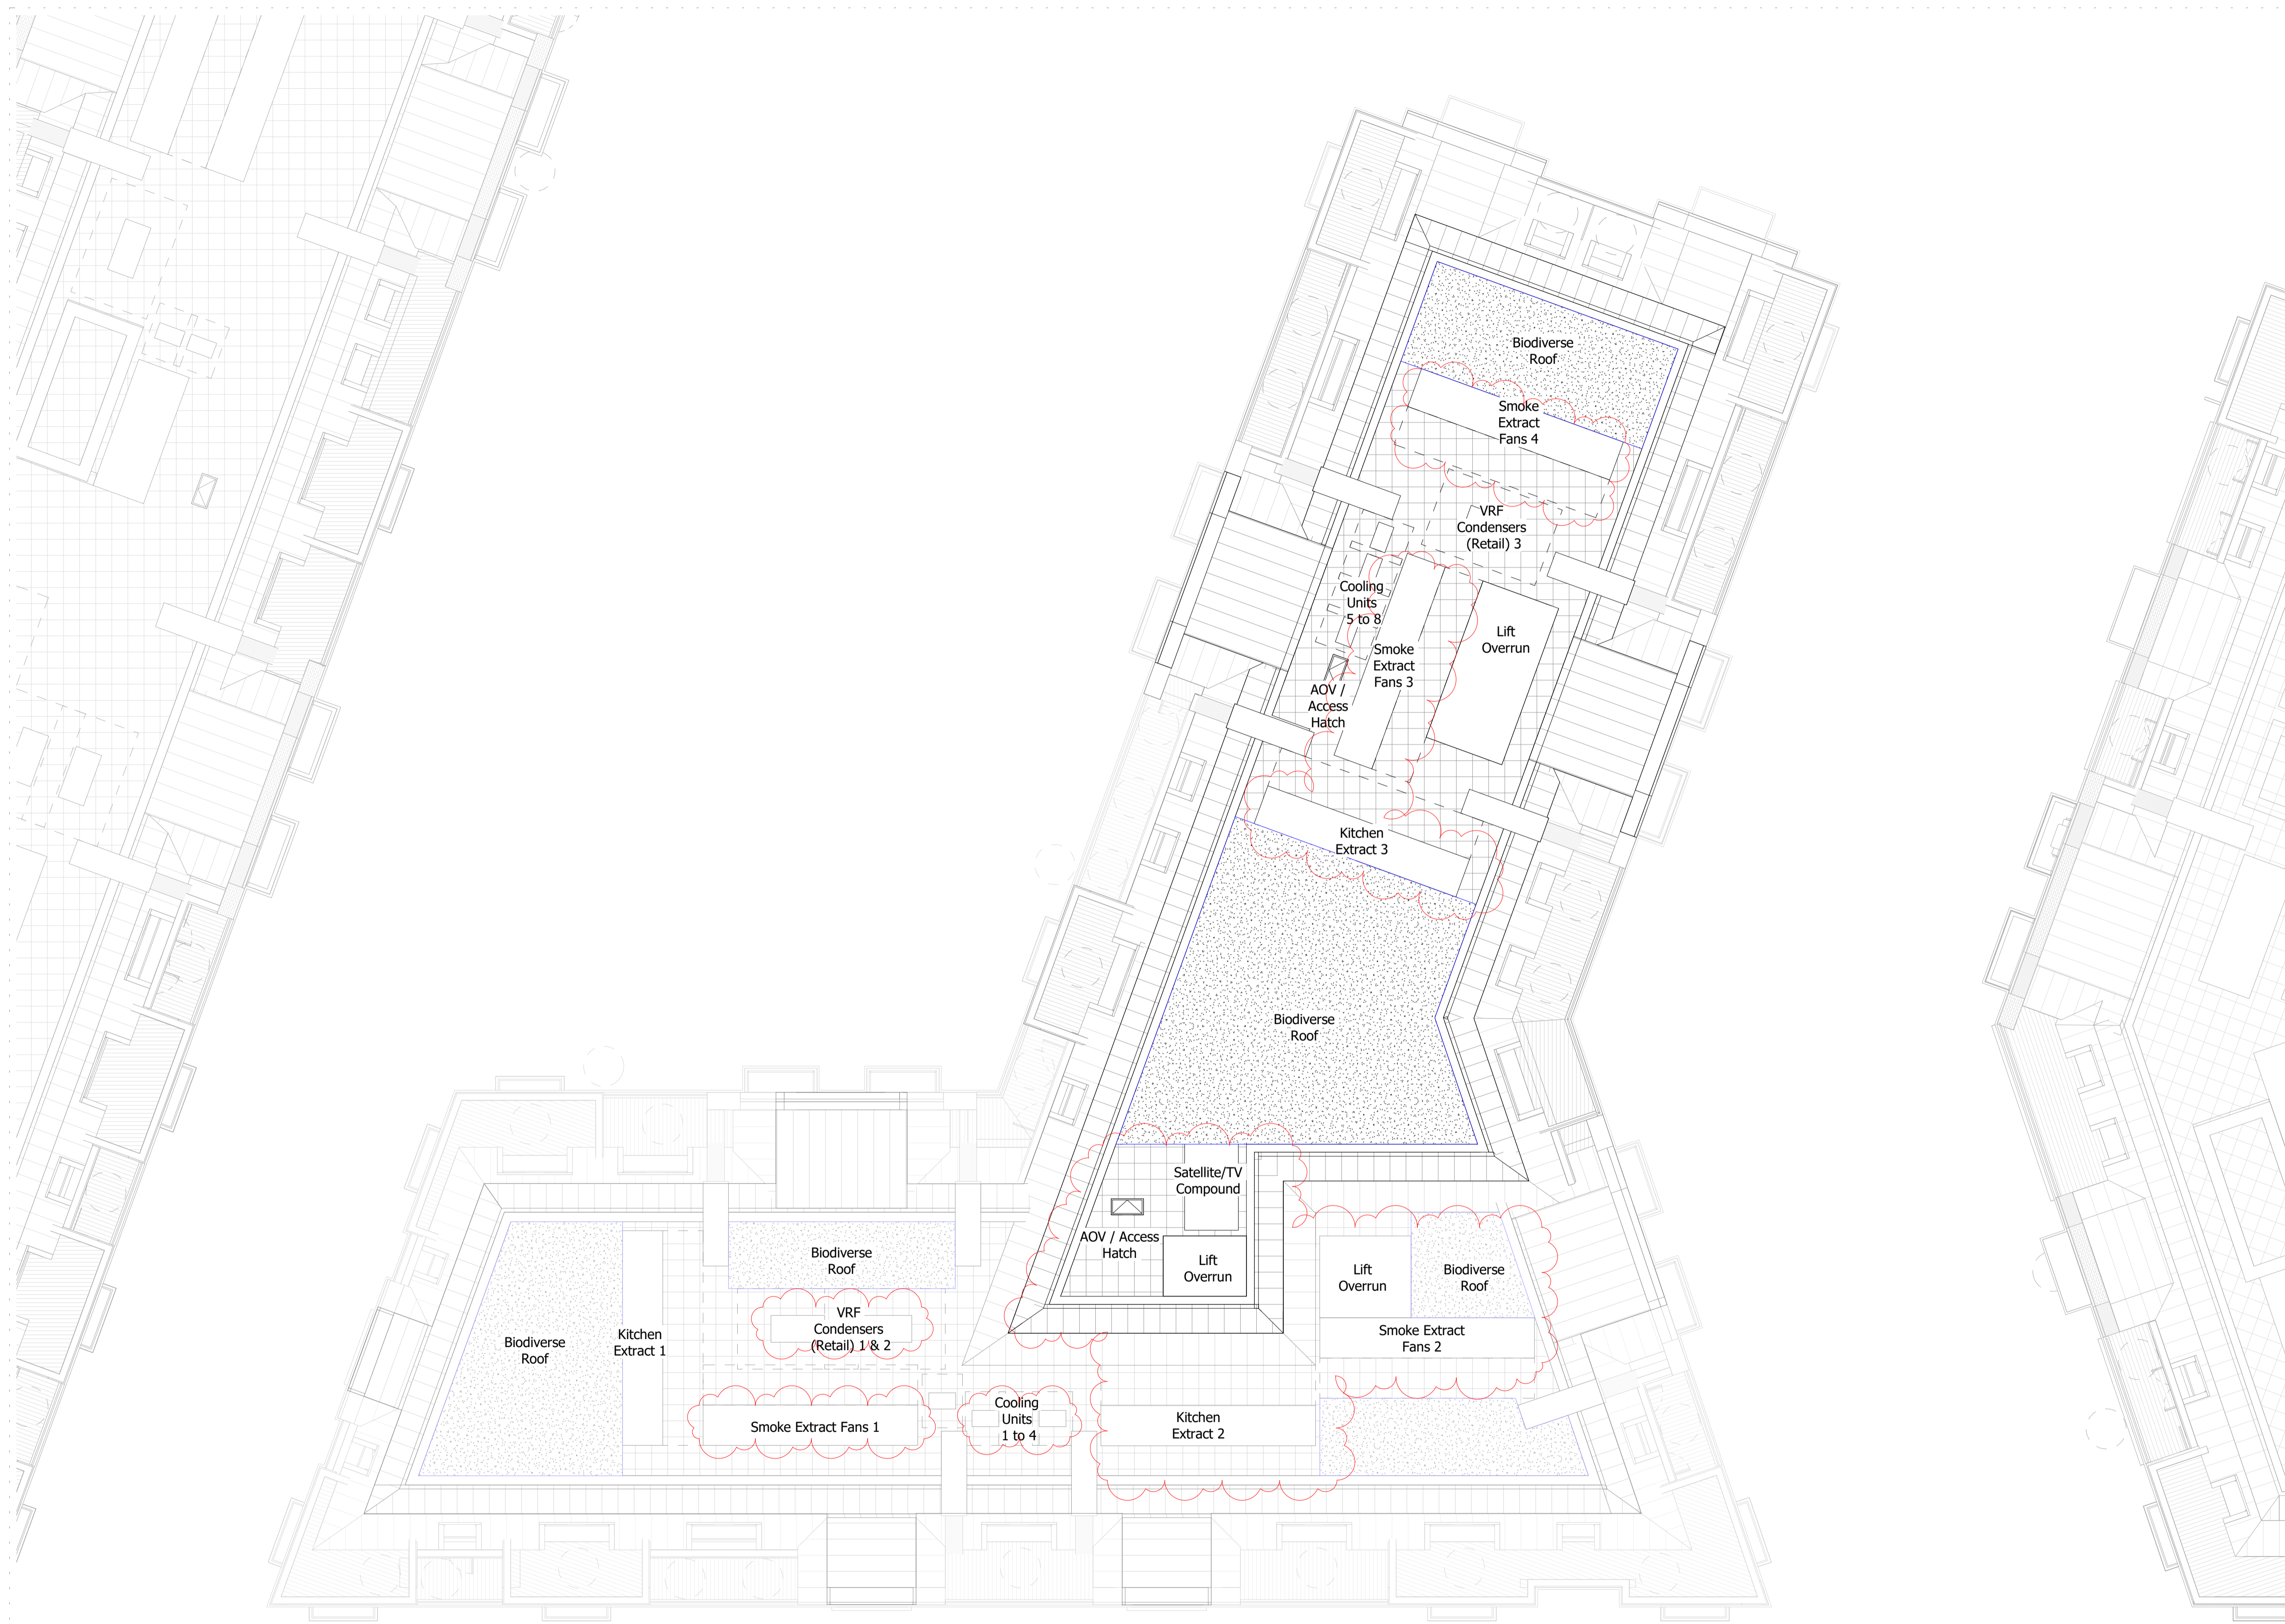 Biodiverse
Roof
Smoke
Extract
Fans 4
VRF
Condensers
(Retail) 3
Cooling
Units
5 to 8
Lift
Overrun
Smoke
Extract
Fans 3
AOV /
Access
Hatch
Kitchen
Extract 3
Biodiverse
Roof
Satellite/TV
Compound
AOV / Access
Hatch
Lift
Overrun
Biodiverse
Roof
Lift
Overrun
Biodiverse
Roof
VRF
Condensers
(Retail) 1 & 2
Biodiverse
Roof
Kitchen
Extract 1
Smoke Extract
Fans 2
Smoke Extract Fans 1
Cooling
Units
1 to 4
Kitchen
Extract 2